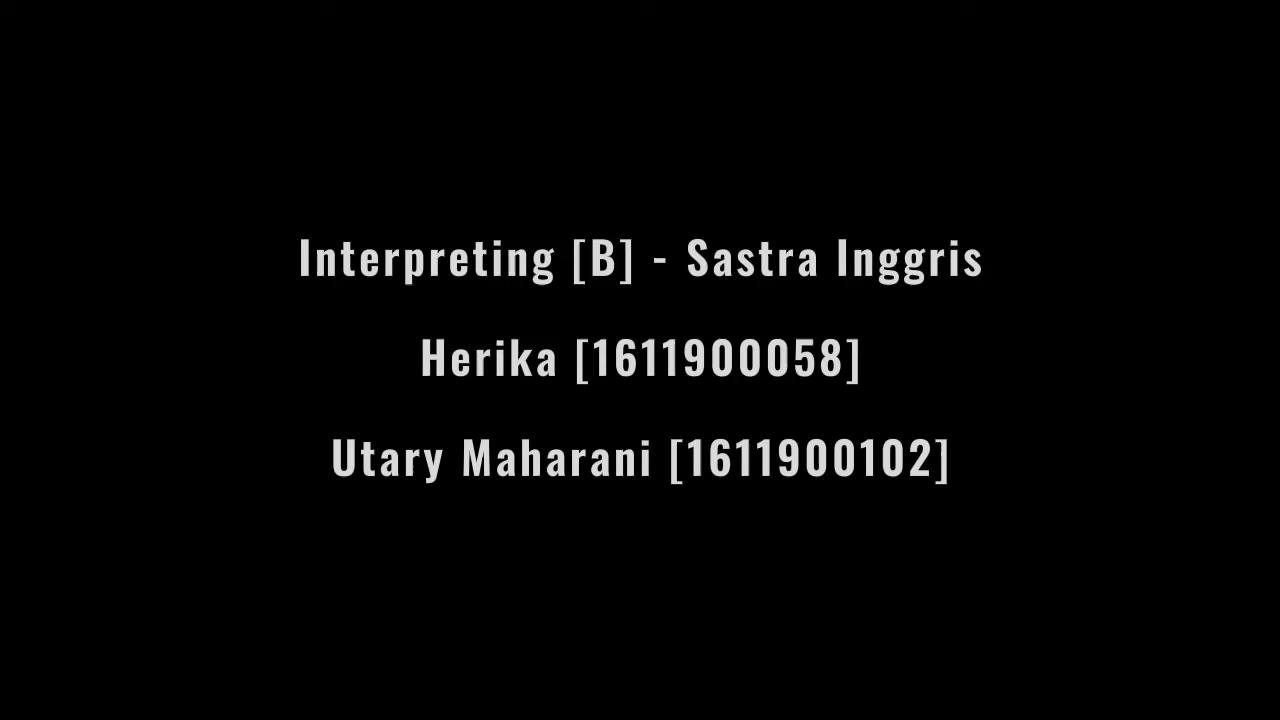 Interpreting [B] - Sastra Inggris
Herika [1611900058]
Utary Maharani [1611900102]